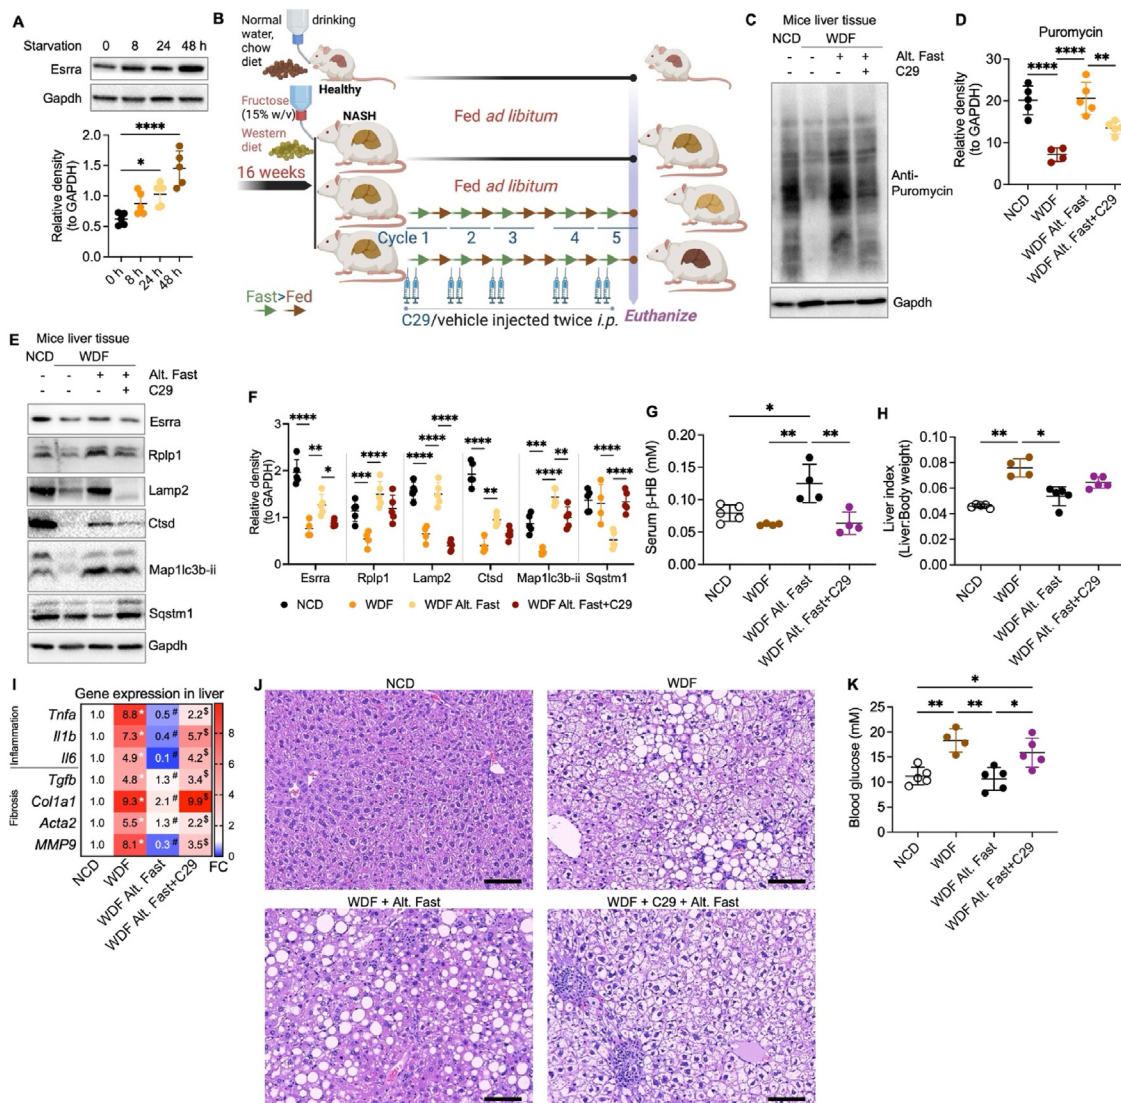 A
Starvation 0 8 24 48 h
Esrra
Gapdh
Relative density
(to GAPDH)
2.0
1.5
1.0
0.5
0.0
****
*
0 h
8 h
24 h
48 h
B
Normal drinking
water,
chow
diet
Healthy
Fructose
(15% w/v)
NASH
Western
diet
16 weeks
Fed ad libitum
Fed ad libitum
Cycle 1 2 3 4 5
Fast>Fed
C29/vehicle injected twice i.p.
Euthanize
C
Mice liver tissue
NCD WDF
- - + + Alt. Fast
- - - + C29
Anti-
Puromycin
Gapdh
D
Puromycin
Relative density
(to GAPDH)
30
20
10
0
**** **** **
NCD
WDF
WDF Alt. Fast
WDF Alt. Fast+C29
E
Mice liver tissue
NCD WDF
- - + + Alt. Fast
- - - + C29
Esrra
Rplp1
Lamp2
Ctsd
Map1lc3b-ii
Sqstm1
Gapdh
F
Relative density
(to GAPDH)
3
2
1
0
**** ** *
*** ****
**** **** ****
**** **
*** **** **
**** ****
Esrra Rplp1 Lamp2 Ctsd Map1lc3b-ii Sqstm1
NCD WDF WDF Alt. Fast WDF Alt. Fast+C29
G
Serum β-HB (mM)
0.20
0.15
0.10
0.05
0.00
*
** **
NCD
WDF
WDF Alt. Fast
WDF Alt. Fast+C29
H
Liver index
(Liver:Body weight)
0.10
0.08
0.06
0.04
0.02
0.00
** *
NCD
WDF
WDF Alt. Fast
WDF Alt. Fast+C29
I
Gene expression in liver
Inflammation
Fibrosis
Tnfa 1.0 8.8* 0.5# 2.2$
Il1b 1.0 7.3* 0.4# 5.7$
Il6 1.0 4.9* 0.1# 4.2$
Tgfb 1.0 4.8* 1.3# 3.4$
Col1a1 1.0 9.3* 2.1# 9.9$
Acta2 1.0 5.5* 1.3# 2.2$
MMP9 1.0 8.1* 0.3# 3.5$
8
6
4
2
0
FC
NCD
WDF
WDF Alt. Fast
WDF Alt. Fast+C29
J
NCD
WDF
WDF + Alt. Fast
WDF + C29 + Alt. Fast
K
Blood glucose (mM)
25
20
15
10
5
0
*
** ** *
NCD
WDF
WDF Alt. Fast
WDF Alt. Fast+C29